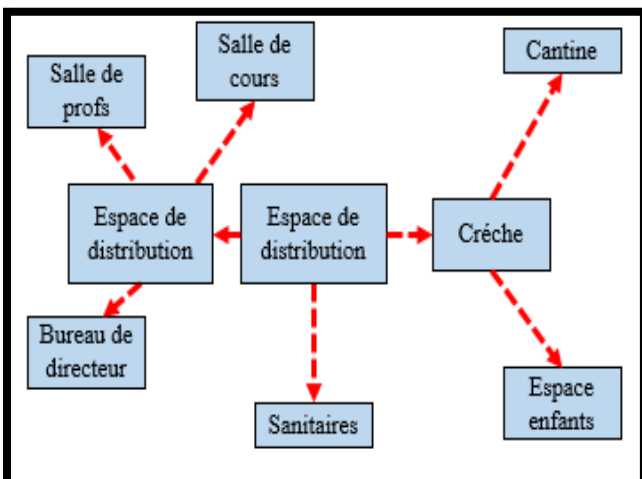 Salle de
profs
Salle de
cours
Cantine
Espace de
distribution
Espace de
distribution
Créche
Bureau de
directeur
Sanitaires
Espace
enfants